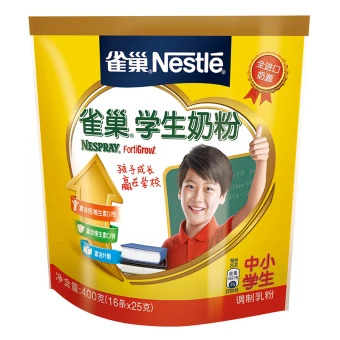 雀巢 Nestlé
全进口
奶源
雀巢 学生奶粉
NESPRAY FortiGrow
孩子成长
赢在学校
中小
学生
调制乳粉
净含量:400克(16条×25克)